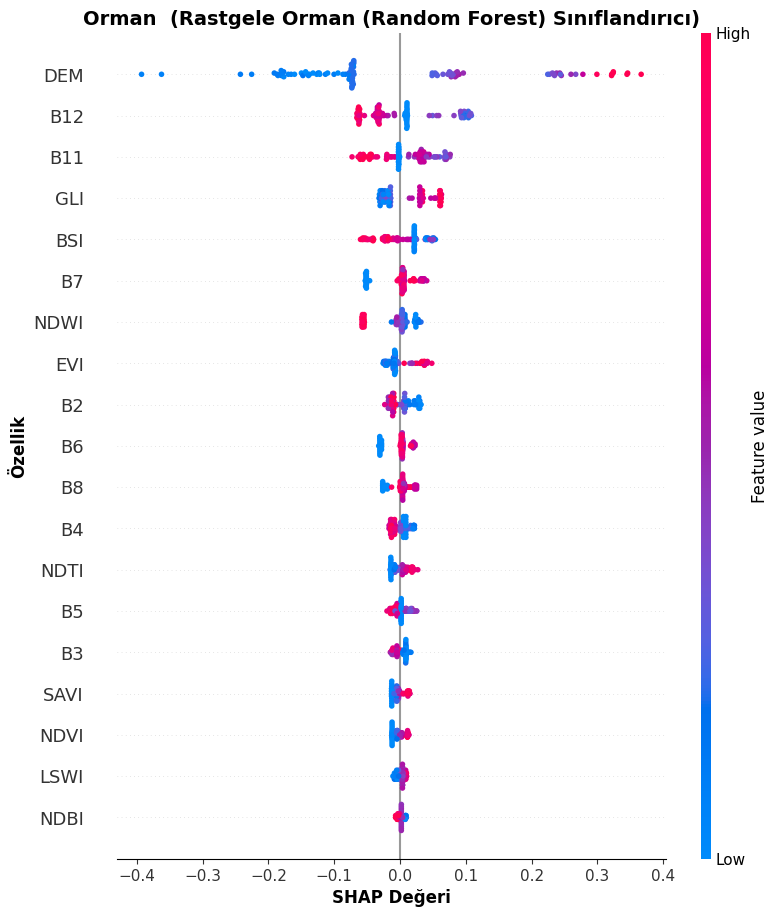 Orman  (Rastgele Orman (Random Forest) Sınıflandırıcı)
High
DEM
B12
B11
GLI
BSI
B7
NDWI
EVI
B2
B6
B8
B4
NDTI
B5
B3
SAVI
NDVI
LSWI
NDBI
Özellik
Feature value
Low
−0.4 −0.3 −0.2 −0.1 0.0 0.1 0.2 0.3 0.4
SHAP Değeri